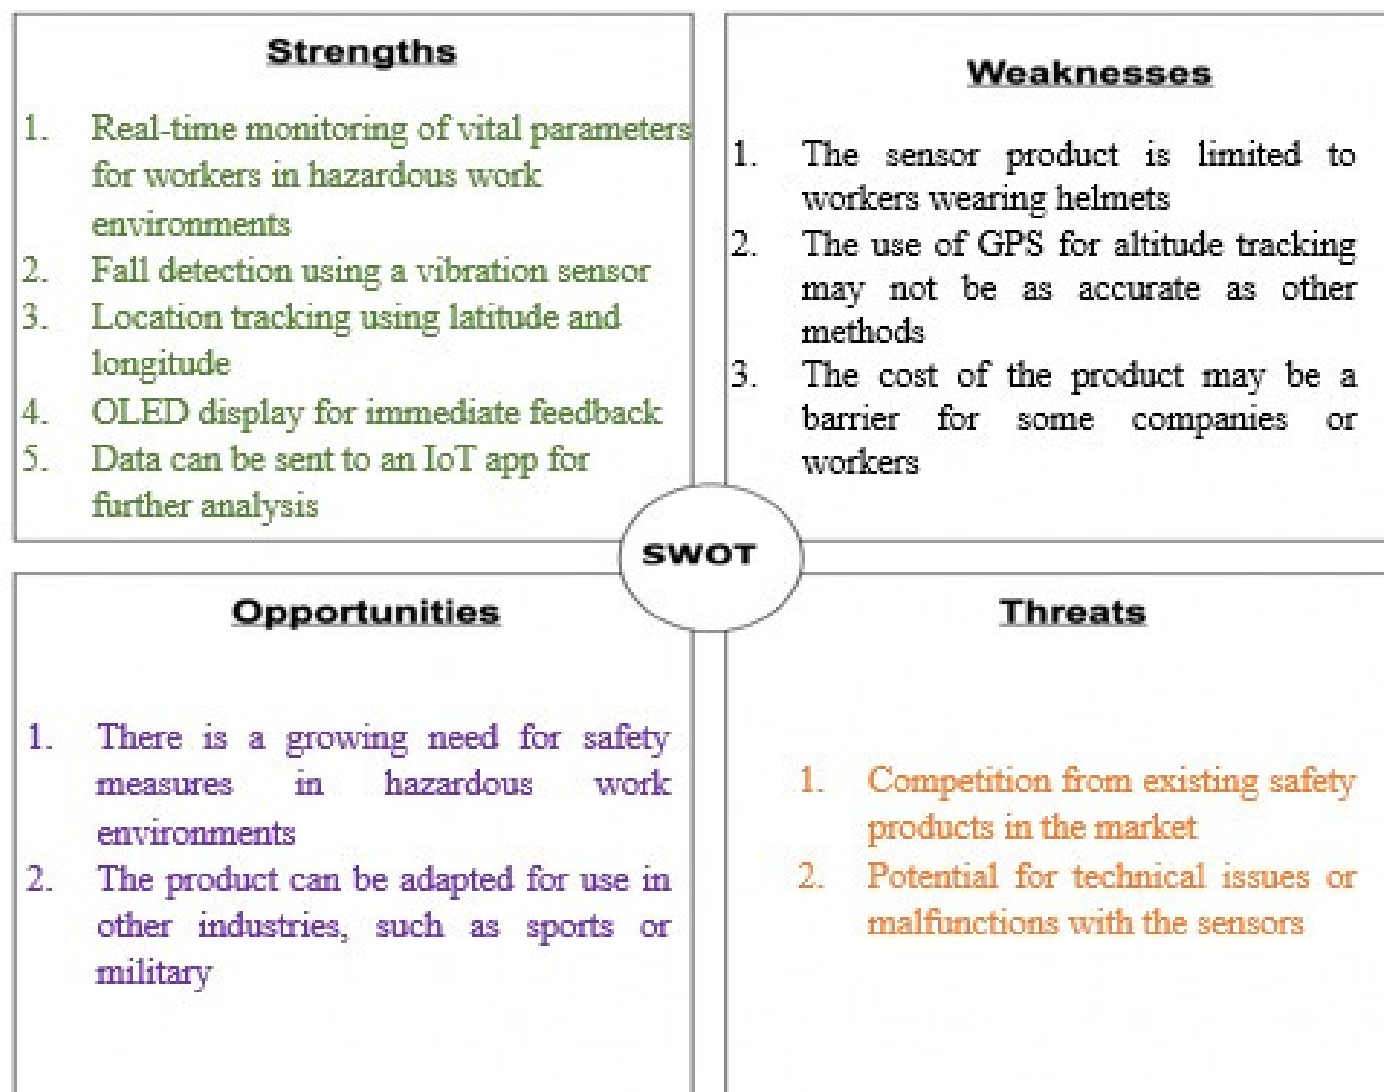 Strengths
1. Real-time monitoring of vital parameters
for workers in hazardous work
environments
2. Fall detection using a vibration sensor
3. Location tracking using latitude and
longitude
4. OLED display for immediate feedback
5. Data can be sent to an IoT app for
further analysis
Weaknesses
1. The sensor product is limited to
workers wearing helmets
2. The use of GPS for altitude tracking
may not be as accurate as other
methods
3. The cost of the product may be a
barrier for some companies or
workers
SWOT
Opportunities
1. There is a growing need for safety
measures in hazardous work
environments
2. The product can be adapted for use in
other industries, such as sports or
military
Threats
1. Competition from existing safety
products in the market
2. Potential for technical issues or
malfunctions with the sensors